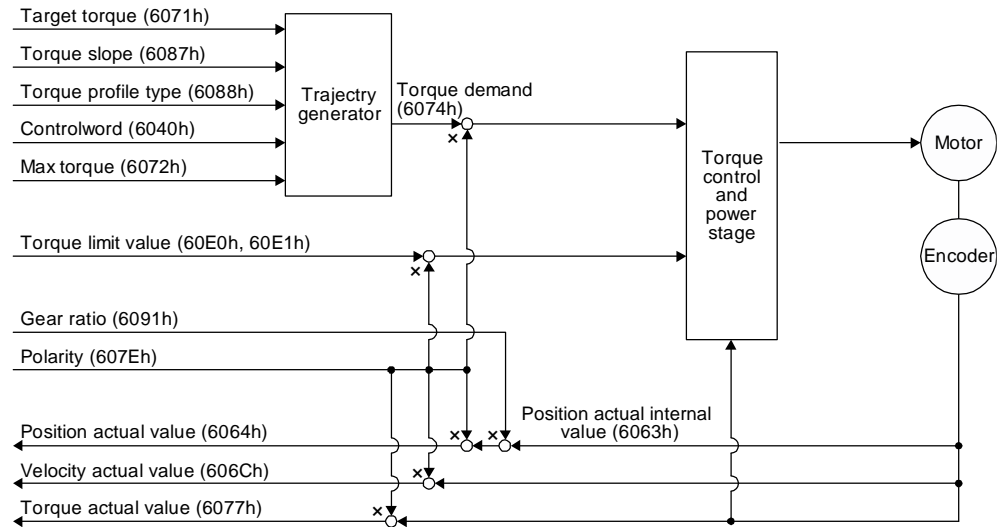 Target torque (6071h)
Torque slope (6087h)
Torque profile type (6088h)
Controlword (6040h)
Max torque (6072h)
Trajectry
generator
Torque demand
(6074h)
×
Torque
control
and
power
stage
Motor
Encoder
Torque limit value (60E0h, 60E1h)
×
Gear ratio (6091h)
Polarity (607Eh)
Position actual internal
value (6063h)
Position actual value (6064h)
× ×
Velocity actual value (606Ch)
×
Torque actual value (6077h)
×